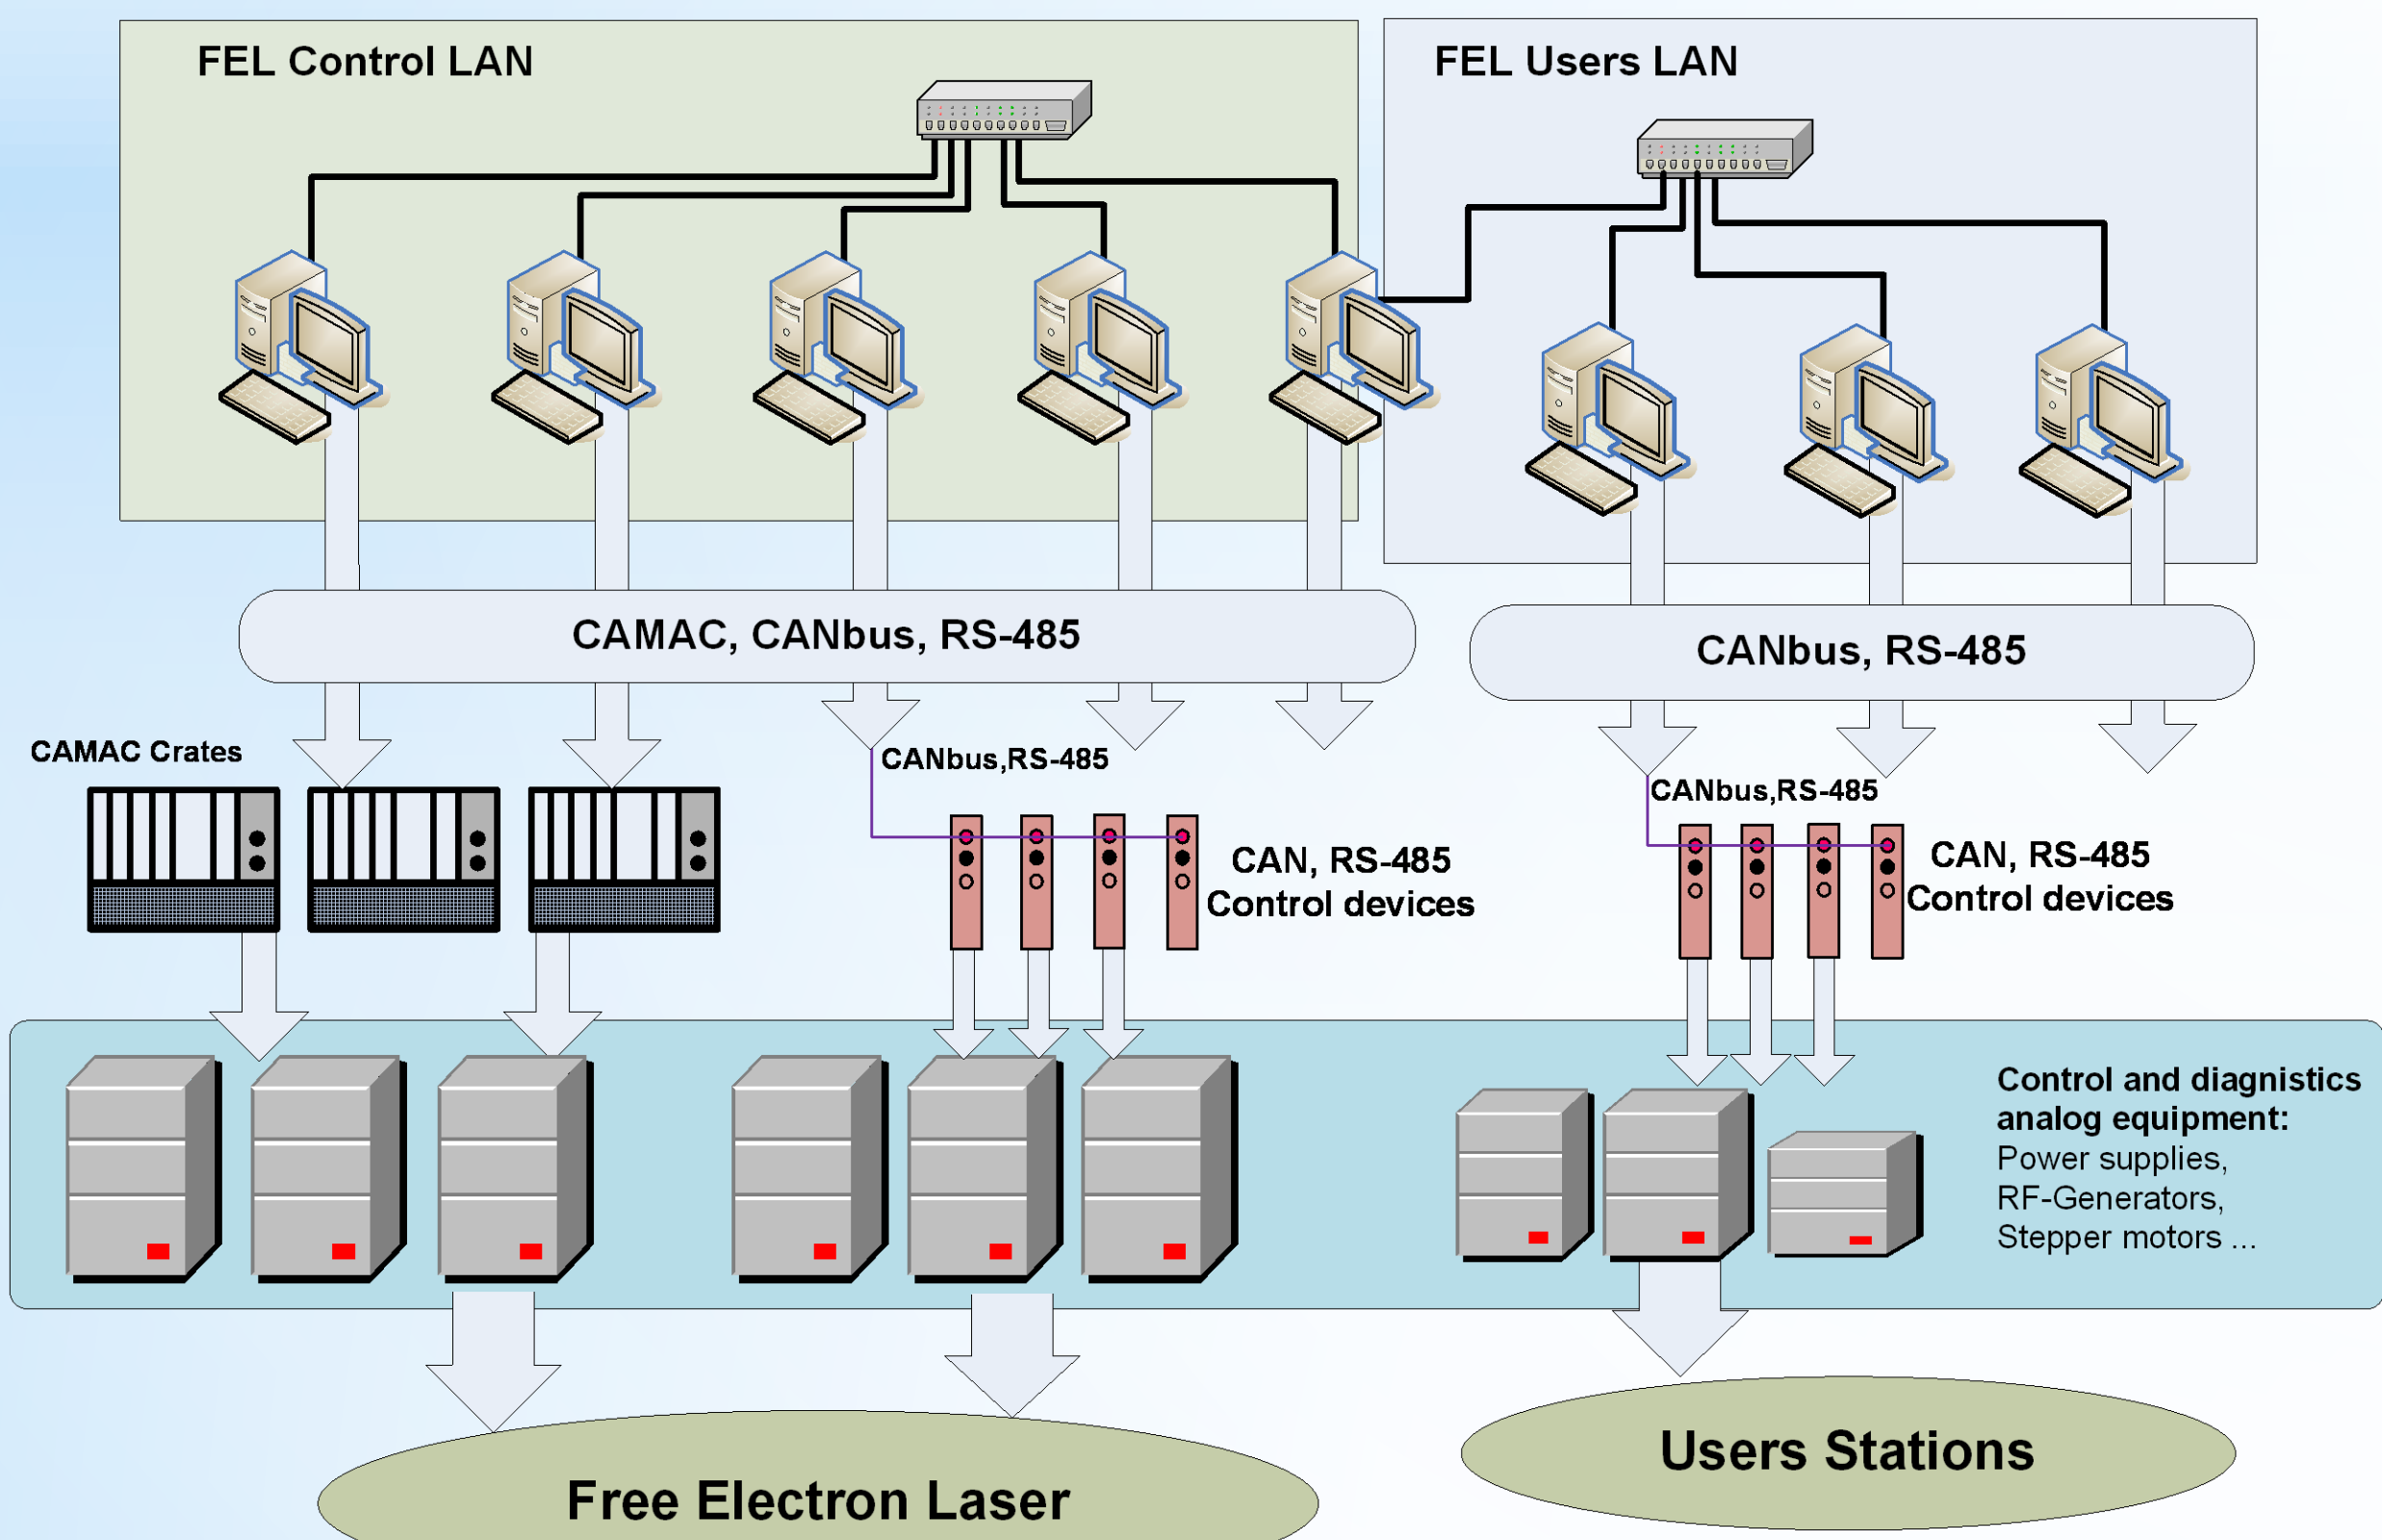 FEL Control LAN
FEL Users LAN
CAMAC, CANbus, RS-485
CANbus, RS-485
CAMAC Crates
CANbus,RS-485
CANbus,RS-485
CAN, RS-485
Control devices
CAN, RS-485
Control devices
Control and diagnistics
analog equipment:
Power supplies,
RF-Generators,
Stepper motors ...
Users Stations
Free Electron Laser